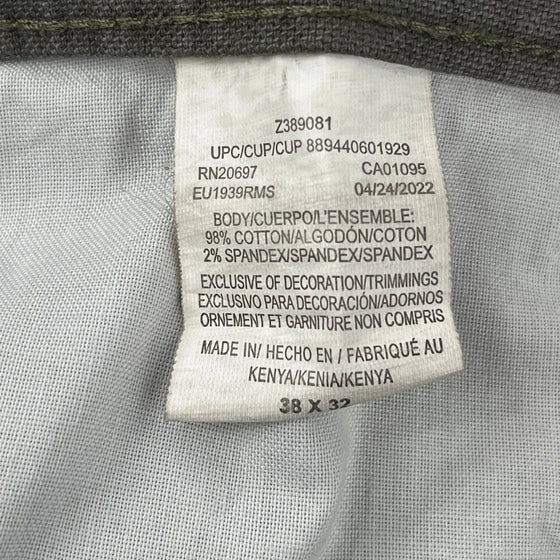 Z389081
UPC/CUP/CUP 889440601929
RN20697 CA01095
EU1939RMS 04/24/2022
BODY/CUERPO/L'ENSEMBLE:
98% COTTON/ALGODÓN/COTON
2% SPANDEX/SPANDEX/SPANDEX
EXCLUSIVE OF DECORATION/TRIMMINGS
EXCLUSIVO PARA DECORACIÓN/ADORNOS
ORNEMENT ET GARNITURE NON COMPRIS
MADE IN/ HECHO EN / FABRIQUÉ AU
KENYA/KENIA/KENYA
38 X 32